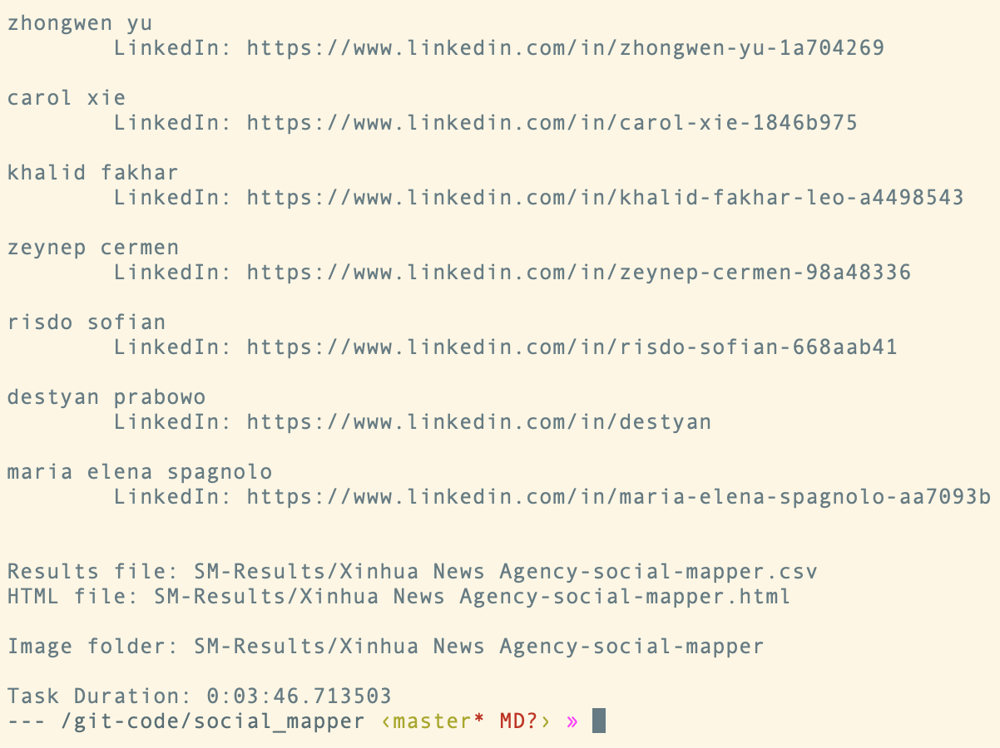 zhongwen yu
LinkedIn: https://www.linkedin.com/in/zhongwen-yu-1a704269
carol xie
LinkedIn: https://www.linkedin.com/in/carol-xie-1846b975
khalid fakhar
LinkedIn: https://www.linkedin.com/in/khalid-fakhar-leo-a4498543
zeynep cermen
LinkedIn: https://www.linkedin.com/in/zeynep-cermen-98a48336
risdo sofian
LinkedIn: https://www.linkedin.com/in/risdo-sofian-668aab41
destyan prabowo
LinkedIn: https://www.linkedin.com/in/destyan
maria elena spagnolo
LinkedIn: https://www.linkedin.com/in/maria-elena-spagnolo-aa7093b
Results file: SM-Results/Xinhua News Agency-social-mapper.csv
HTML file: SM-Results/Xinhua News Agency-social-mapper.html
Image folder: SM-Results/Xinhua News Agency-social-mapper
Task Duration: 0:03:46.713503
--- /git-code/social_mapper ‹master* MD?› »